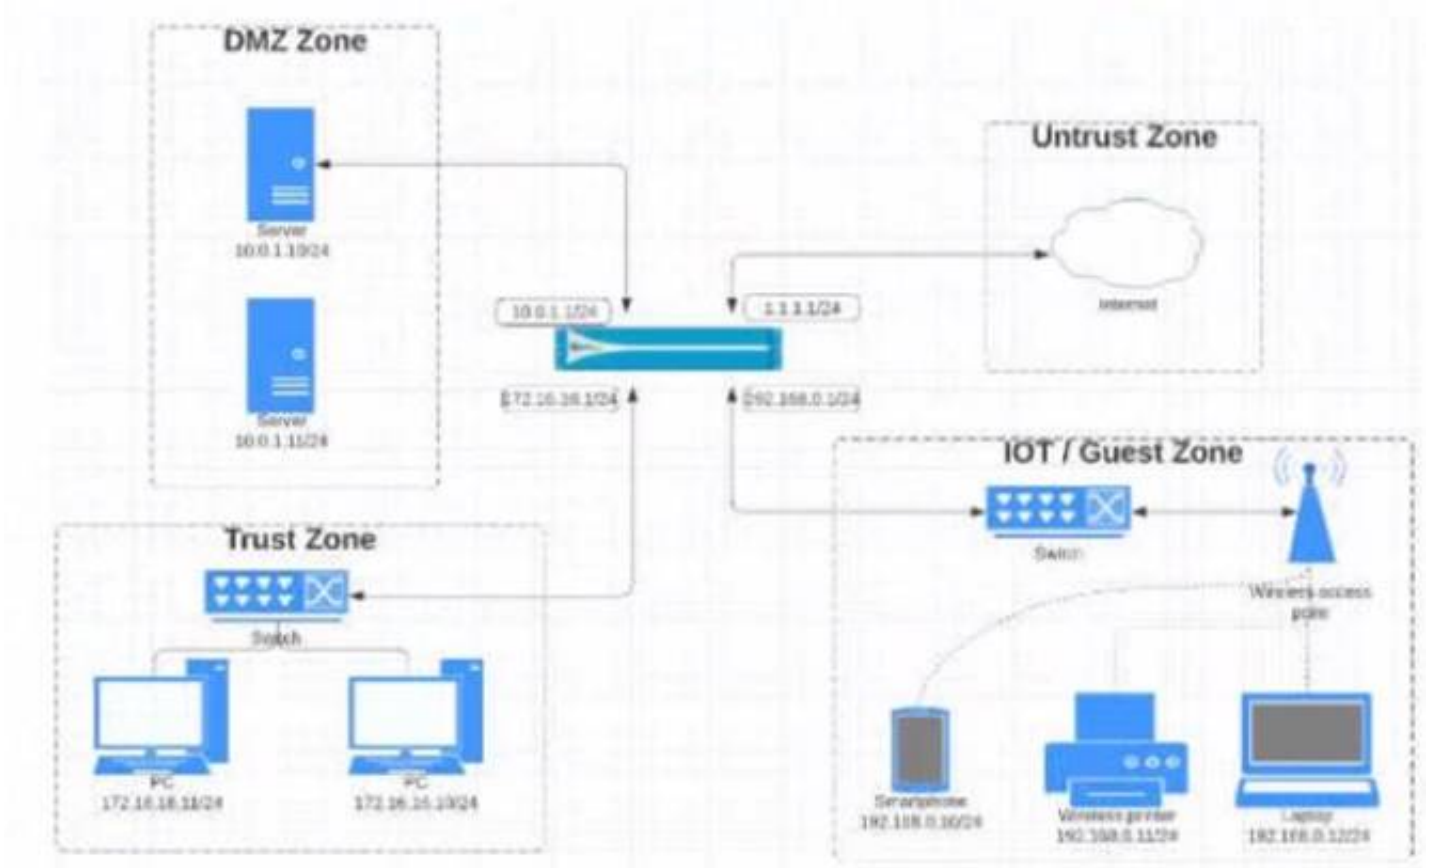 DMZ Zone
Server
10.0.1.10/24
Server
10.0.1.11/24
Untrust Zone
Internet
10.0.1.1/24
1.1.1.1/24
172.16.16.1/24
192.168.0.1/24
Trust Zone
Switch
PC
172.16.16.11/24
PC
172.16.16.10/24
IOT / Guest Zone
Switch
Wireless access
point
Smartphone
192.168.0.10/24
Wireless printer
192.168.0.11/24
Laptop
192.168.0.12/24